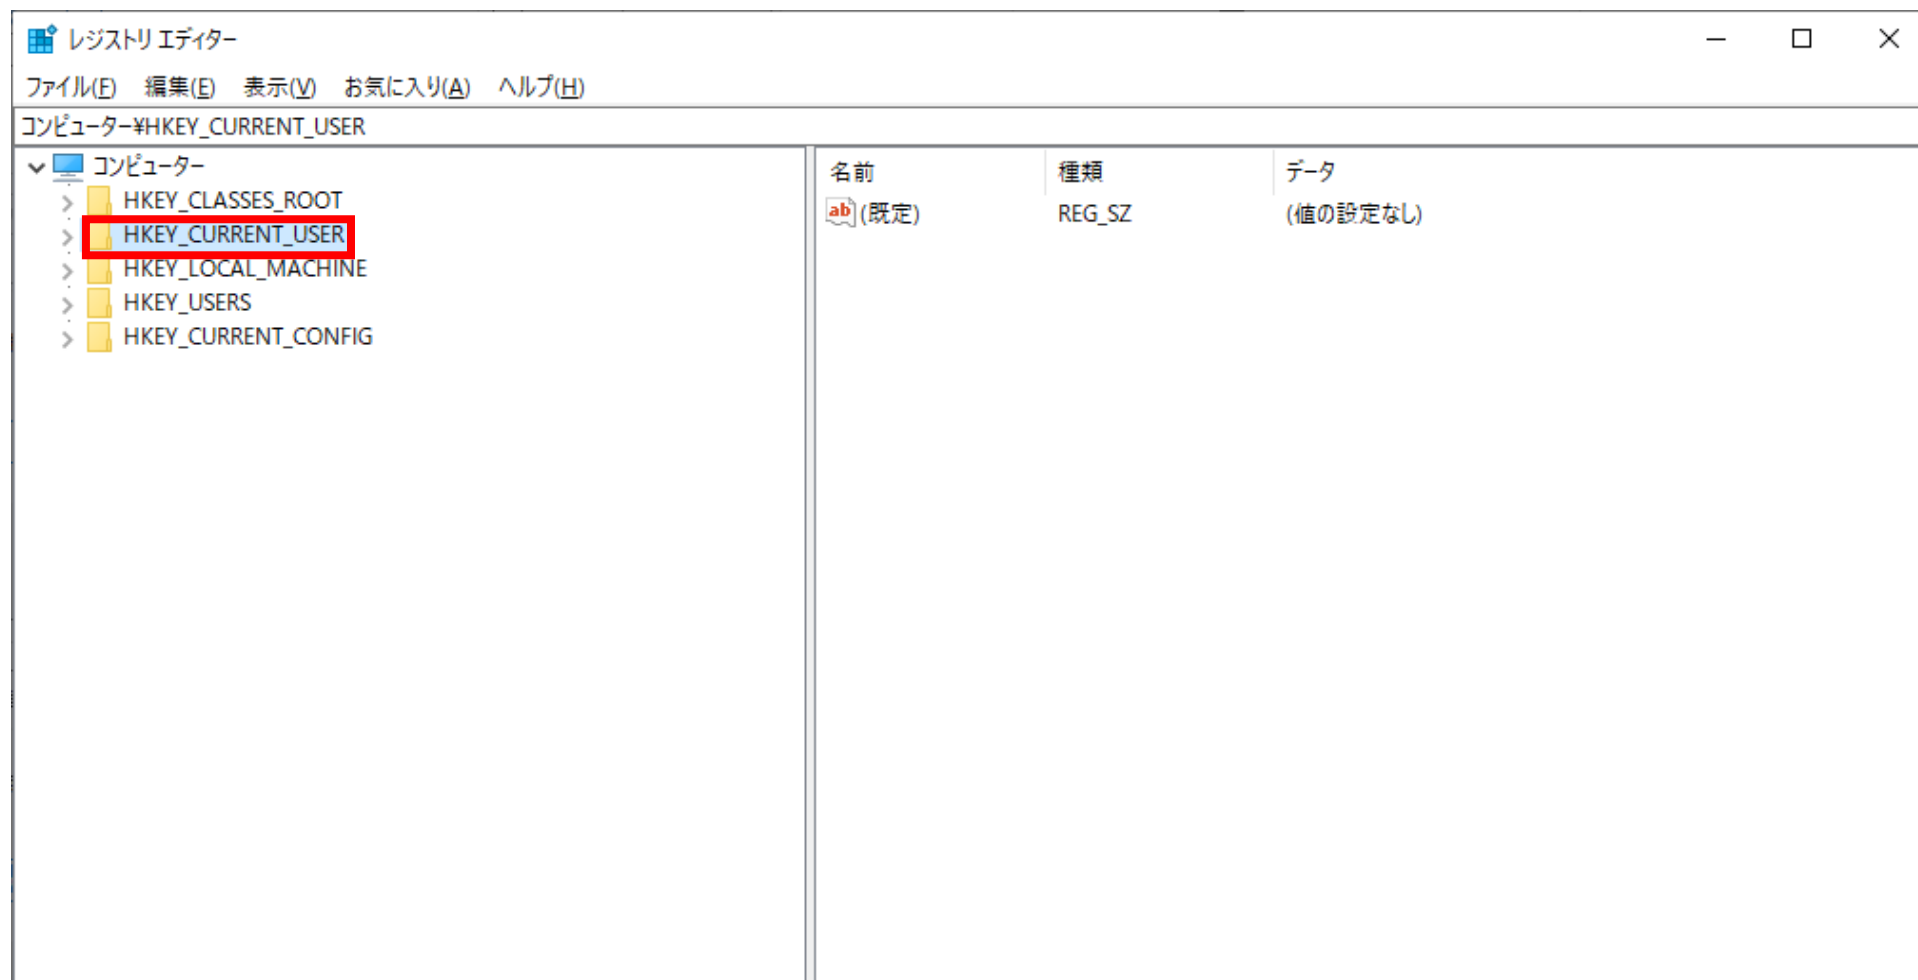 レジストリ エディター
ファイル(F) 編集(E) 表示(V) お気に入り(A) ヘルプ(H)
コンピューター¥HKEY_CURRENT_USER
コンピューター
HKEY_CLASSES_ROOT
HKEY_CURRENT_USER
HKEY_LOCAL_MACHINE
HKEY_USERS
HKEY_CURRENT_CONFIG
名前 種類 データ
ab (既定) REG_SZ (値の設定なし)